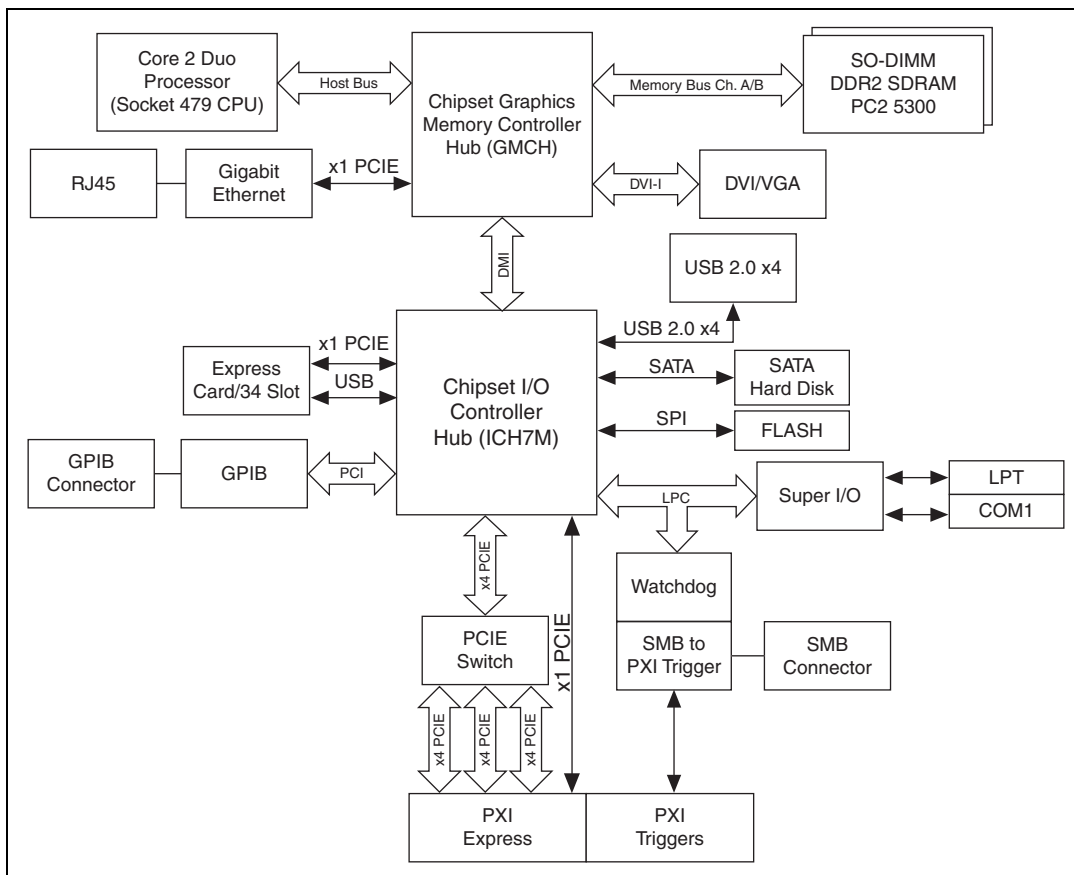 Core 2 Duo
Processor
(Socket 479 CPU)
Host Bus
Chipset Graphics
Memory Controller
Hub (GMCH)
Memory Bus Ch. A/B
SO-DIMM
DDR2 SDRAM
PC2 5300
RJ45
Gigabit
Ethernet
x1 PCIE
DVI-I
DVI/VGA
DMI
USB 2.0 x4
USB 2.0 x4
Express
Card/34 Slot
x1 PCIE
USB
Chipset I/O
Controller
Hub (ICH7M)
SATA
SATA
Hard Disk
SPI
FLASH
GPIB
Connector
GPIB
PCI
LPC
Super I/O
LPT
COM1
x4 PCIE
x1 PCIE
Watchdog
PCIE
Switch
SMB to
PXI Trigger
SMB
Connector
x4 PCIE
x4 PCIE
x4 PCIE
PXI
Express
PXI
Triggers